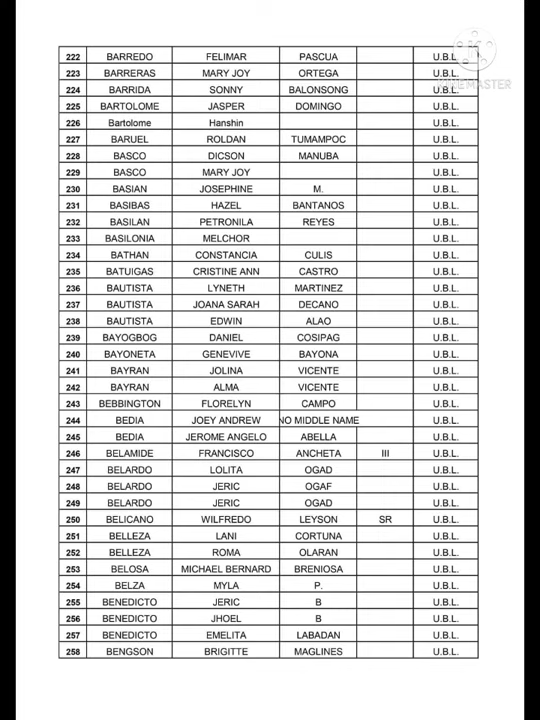 222 BARREDO FELIMAR PASCUA U.B.L.
223 BARRERAS MARY JOY ORTEGA U.B.L.
KINEMASTER
224 BARRIDA SONNY BALONSONG U.B.L.
225 BARTOLOME JASPER DOMINGO U.B.L.
226 Bartolome Hanshin U.B.L.
227 BARUEL ROLDAN TUMAMPOC U.B.L.
228 BASCO DICSON MANUBA U.B.L.
229 BASCO MARY JOY U.B.L.
230 BASIAN JOSEPHINE M. U.B.L.
231 BASIBAS HAZEL BANTANOS U.B.L.
232 BASILAN PETRONILA REYES U.B.L.
233 BASILONIA MELCHOR U.B.L.
234 BATHAN CONSTANCIA CULIS U.B.L.
235 BATUIGAS CRISTINE ANN CASTRO U.B.L.
236 BAUTISTA LYNETH MARTINEZ U.B.L.
237 BAUTISTA JOANA SARAH DECANO U.B.L.
238 BAUTISTA EDWIN ALAO U.B.L.
239 BAYOGBOG DANIEL COSIPAG U.B.L.
240 BAYONETA GENEVIVE BAYONA U.B.L.
241 BAYRAN JOLINA VICENTE U.B.L.
242 BAYRAN ALMA VICENTE U.B.L.
243 BEBBINGTON FLORELYN CAMPO U.B.L.
244 BEDIA JOEY ANDREW NO MIDDLE NAME U.B.L.
245 BEDIA JEROME ANGELO ABELLA U.B.L.
246 BELAMIDE FRANCISCO ANCHETA III U.B.L.
247 BELARDO LOLITA OGAD U.B.L.
248 BELARDO JERIC OGAF U.B.L.
249 BELARDO JERIC OGAD U.B.L.
250 BELICANO WILFREDO LEYSON SR U.B.L.
251 BELLEZA LANI CORTUNA U.B.L.
252 BELLEZA ROMA OLARAN U.B.L.
253 BELOSA MICHAEL BERNARD BRENIOSA U.B.L.
254 BELZA MYLA P. U.B.L.
255 BENEDICTO JERIC B U.B.L.
256 BENEDICTO JHOEL B U.B.L.
257 BENEDICTO EMELITA LABADAN U.B.L.
258 BENGSON BRIGITTE MAGLINES U.B.L.